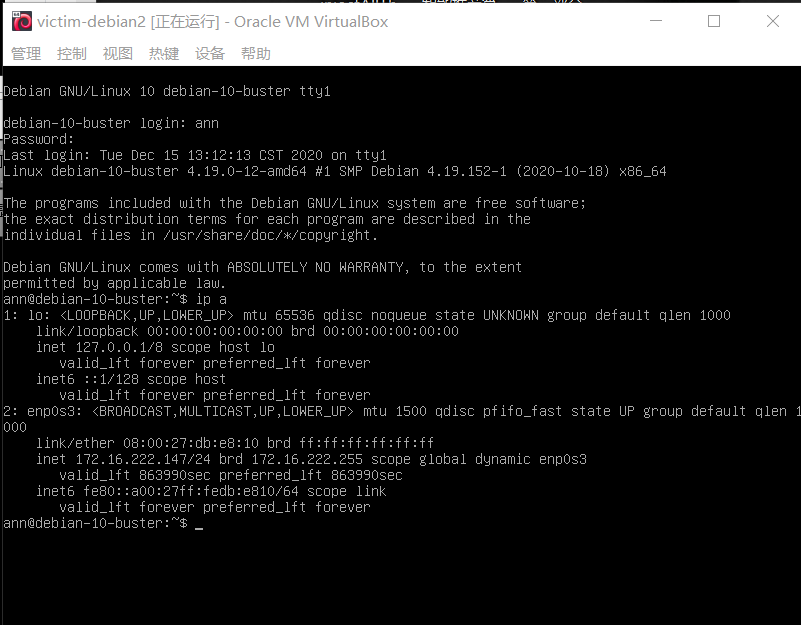 victim-debian2 [正在运行] - Oracle VM VirtualBox
管理 控制 视图 热键 设备 帮助
Debian GNU/Linux 10 debian-10-buster tty1
debian-10-buster login: ann
Password:
Last login: Tue Dec 15 13:12:13 CST 2020 on tty1
Linux debian-10-buster 4.19.0-12-amd64 #1 SMP Debian 4.19.152-1 (2020-10-18) x86_64
The programs included with the Debian GNU/Linux system are free software;
the exact distribution terms for each program are described in the
individual files in /usr/share/doc/*/copyright.
Debian GNU/Linux comes with ABSOLUTELY NO WARRANTY, to the extent
permitted by applicable law.
ann@debian-10-buster:~$ ip a
1: lo: <LOOPBACK,UP,LOWER_UP> mtu 65536 qdisc noqueue state UNKNOWN group default qlen 1000
    link/loopback 00:00:00:00:00:00 brd 00:00:00:00:00:00
    inet 127.0.0.1/8 scope host lo
       valid_lft forever preferred_lft forever
    inet6 ::1/128 scope host
       valid_lft forever preferred_lft forever
2: enp0s3: <BROADCAST,MULTICAST,UP,LOWER_UP> mtu 1500 qdisc pfifo_fast state UP group default qlen 1
000
    link/ether 08:00:27:db:e8:10 brd ff:ff:ff:ff:ff:ff
    inet 172.16.222.147/24 brd 172.16.222.255 scope global dynamic enp0s3
       valid_lft 863990sec preferred_lft 863990sec
    inet6 fe80::a00:27ff:fedb:e810/64 scope link
       valid_lft forever preferred_lft forever
ann@debian-10-buster:~$ _